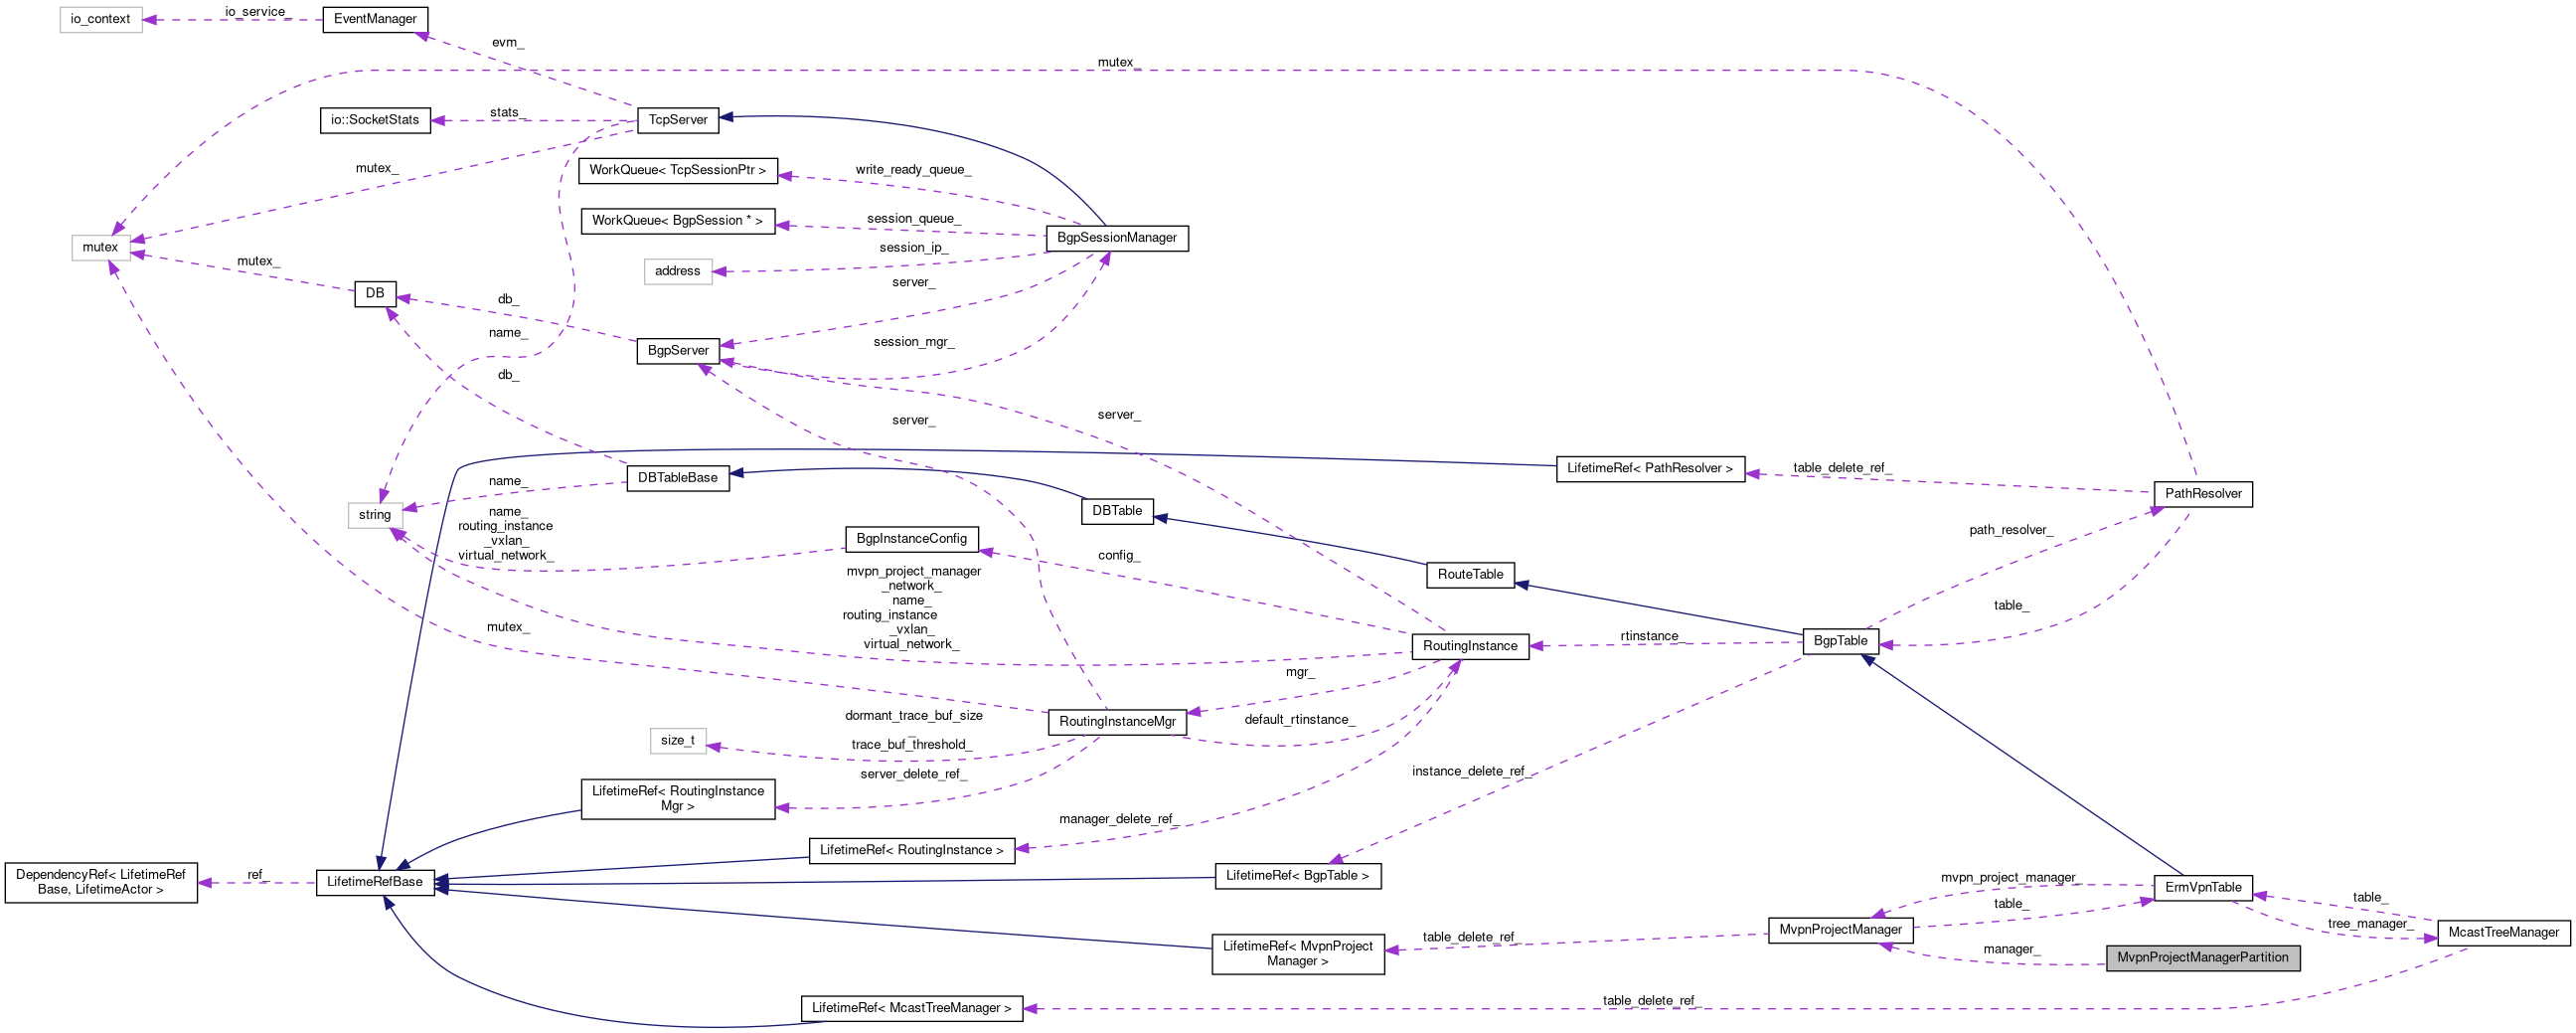 io_context
io_service_
EventManager
evm_
mutex_
io::SocketStats
stats_
TcpServer
mutex_
WorkQueue< TcpSessionPtr >
write_ready_queue_
WorkQueue< BgpSession * >
session_queue_
BgpSessionManager
mutex
session_ip_
address
mutex_
server_
DB
db_
name_
BgpServer
session_mgr_
db_
server_
server_
LifetimeRef< PathResolver >
table_delete_ref_
DBTableBase
name_
PathResolver
string
DBTable
name_
routing_instance
_vxlan_
virtual_network_
BgpInstanceConfig
config_
path_resolver_
RouteTable
mvpn_project_manager
_network_
name_
routing_instance
_vxlan_
virtual_network_
table_
mutex_
RoutingInstance
rtinstance_
BgpTable
mgr_
RoutingInstanceMgr
default_rtinstance_
dormant_trace_buf_size
_
trace_buf_threshold_
size_t
server_delete_ref_
instance_delete_ref_
LifetimeRef< RoutingInstance
Mgr >
manager_delete_ref_
LifetimeRef< RoutingInstance >
DependencyRef< LifetimeRef
Base, LifetimeActor >
ref_
LifetimeRefBase
LifetimeRef< BgpTable >
mvpn_project_manager_
ErmVpnTable
table_
table_
tree_manager_
McastTreeManager
MvpnProjectManager
table_delete_ref_
LifetimeRef< MvpnProject
Manager >
manager_
MvpnProjectManagerPartition
LifetimeRef< McastTreeManager >
table_delete_ref_